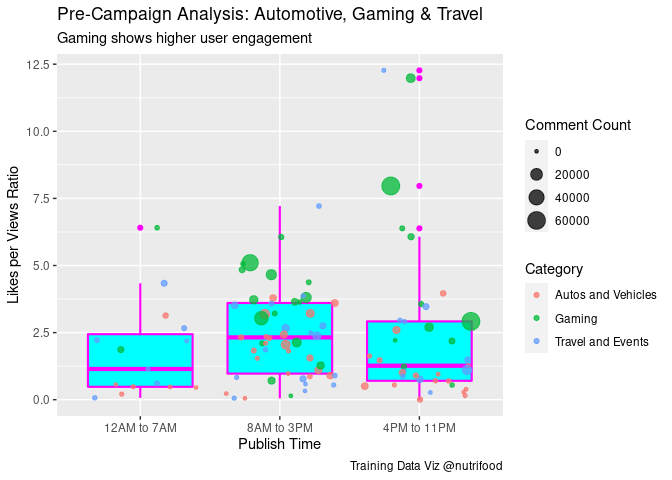 Pre-Campaign Analysis: Automotive, Gaming & Travel
Gaming shows higher user engagement
12.5
10.0
7.5
5.0
2.5
0.0
Likes per Views Ratio
12AM to 7AM
8AM to 3PM
4PM to 11PM
Publish Time
Training Data Viz @nutrifood
Comment Count
0
20000
40000
60000
Category
Autos and Vehicles
Gaming
Travel and Events